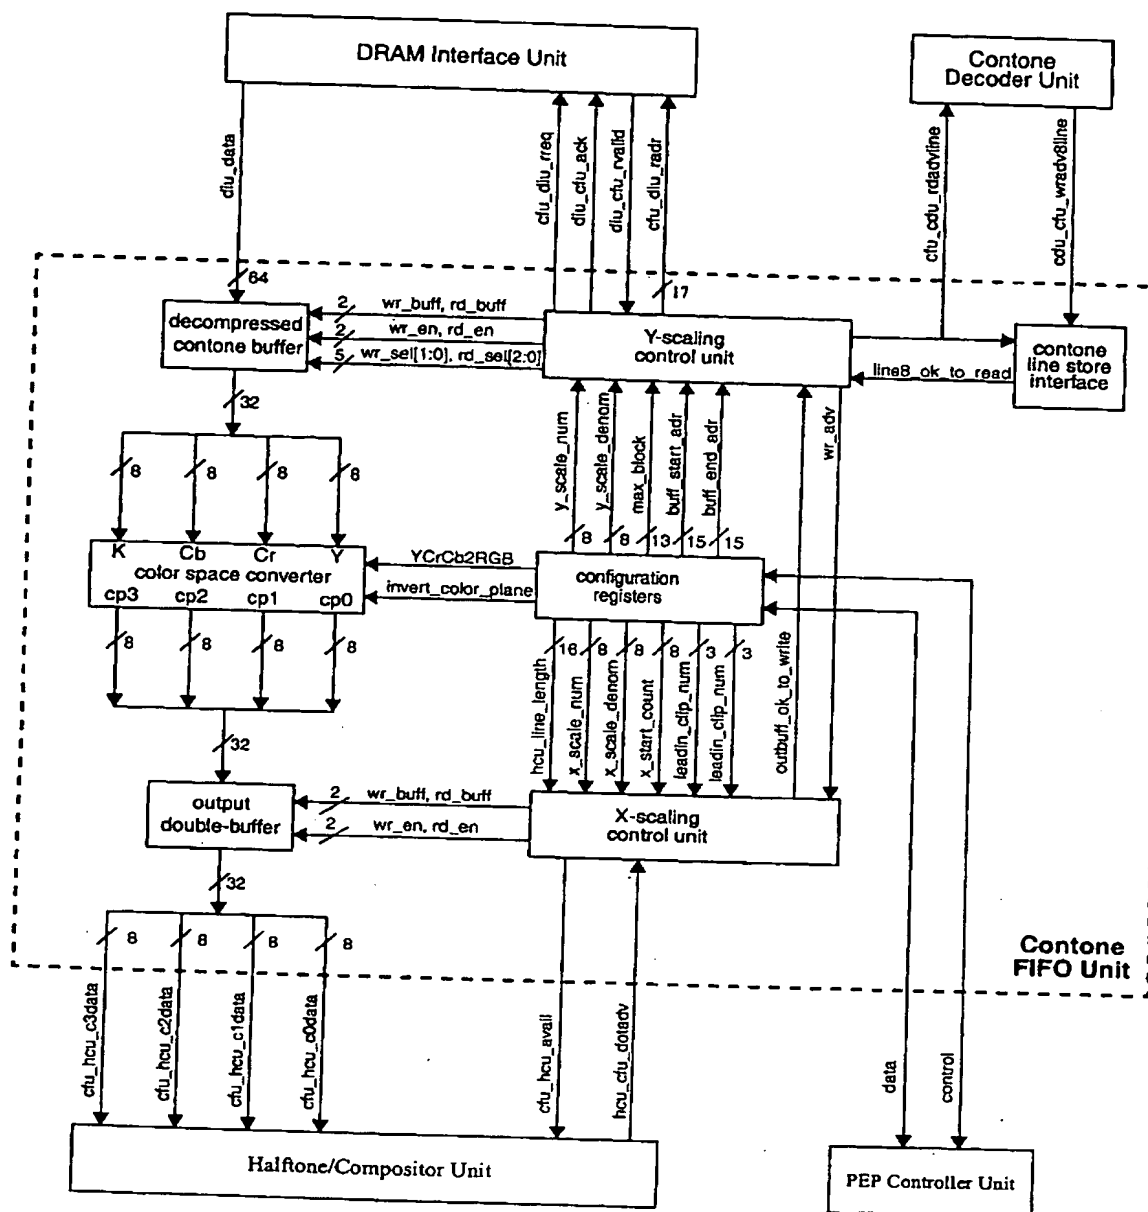 DRAM Interface Unit
Contone
Decoder Unit
diu_data
cfu_diu_rreq
diu_cfu_ack
diu_cfu_rvalid
cfu_diu_radr
cfu_cdu_rdadvline
cdu_cfu_wradv8line
64
17
decompressed
contone buffer
2
wr_buff, rd_buff
2
wr_en, rd_en
5
wr_sel[1:0], rd_sel[2:0]
Y-scaling
control unit
line8_ok_to_read
contone
line store
interface
32
8
8
8
8
y_scale_num
y_scale_denom
max_block
buff_start_adr
buff_end_adr
wr_adv
8
8
13
15
15
K
Cb
Cr
Y
color space converter
cp3
cp2
cp1
cp0
YCrCb2RGB
invert_color_plane
configuration
registers
8
8
8
8
16
8
8
8
3
3
hcu_line_length
x_scale_num
x_scale_denom
x_start_count
leadin_clip_num
leadin_clip_num
outbuff_ok_to_write
32
output
double-buffer
2
wr_buff, rd_buff
2
wr_en, rd_en
X-scaling
control unit
32
8
8
8
8
Contone
FIFO Unit
cfu_hcu_c3data
cfu_hcu_c2data
cfu_hcu_c1data
cfu_hcu_c0data
cfu_hcu_avail
hcu_cfu_dotadv
data
control
Halftone/Compositor Unit
PEP Controller Unit